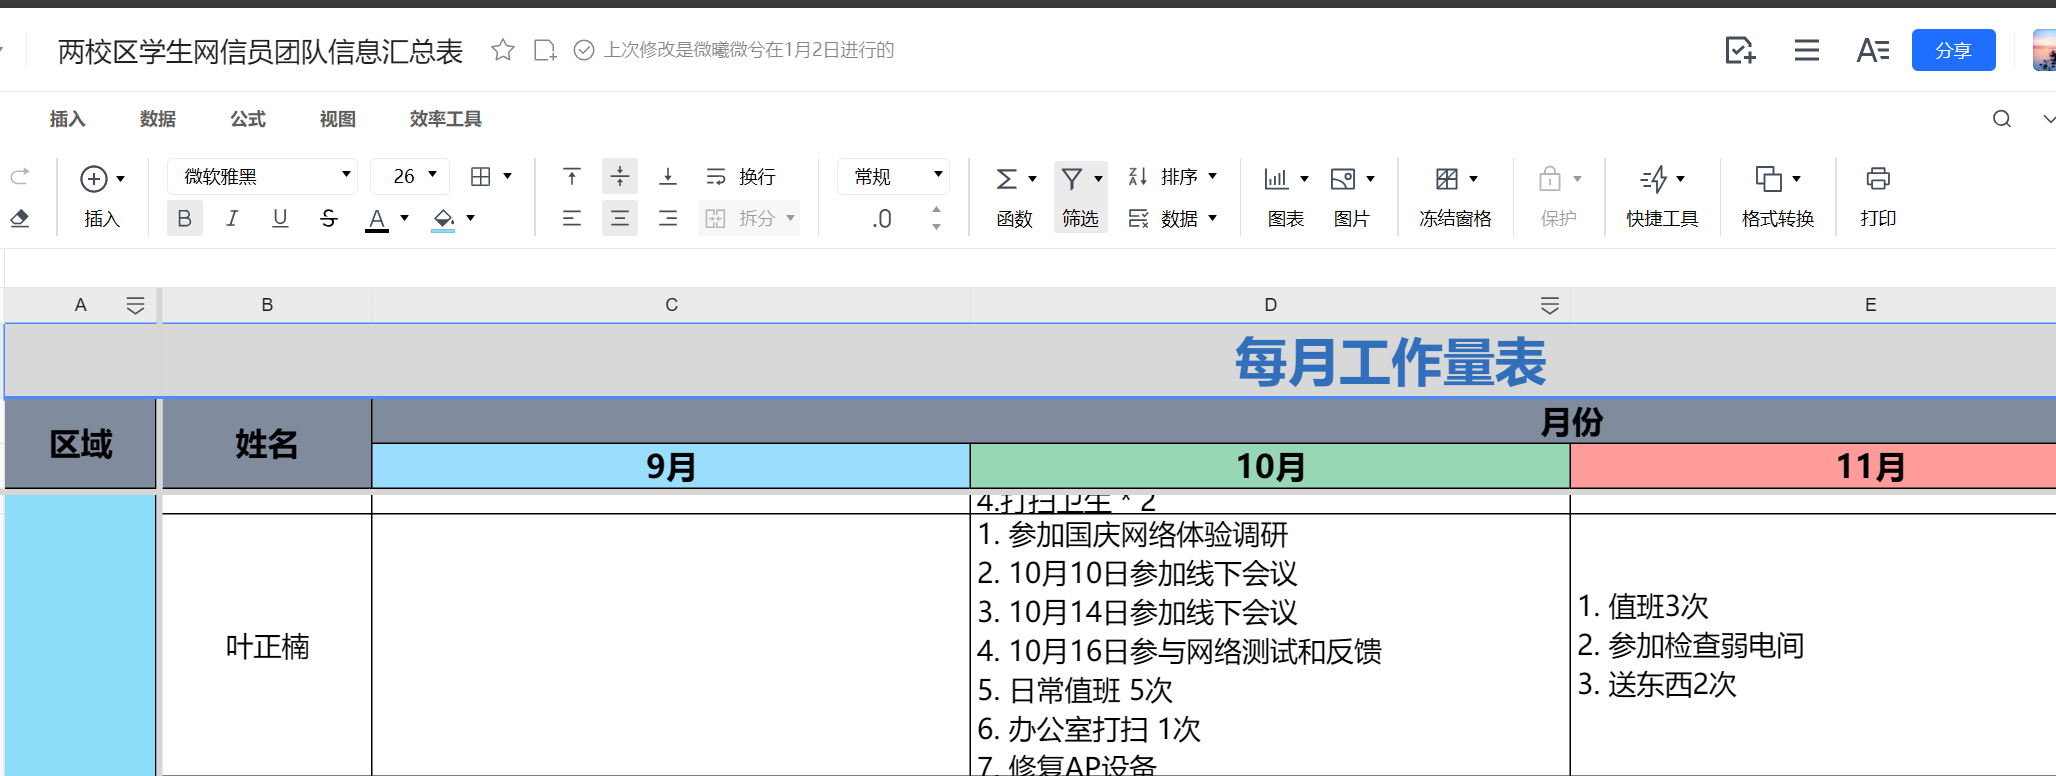 两校区学生网信员团队信息汇总表
上次修改是微曦微兮在1月2日进行的
分享
插入 数据 公式 视图 效率工具
微软雅黑 26 换行 常规 排序
插入 B I U S A 拆分 .0 函数 筛选 数据 图表 图片 冻结窗格 保护 快捷工具 格式转换 打印
A B C D E
每月工作量表
区域 姓名 月份
9月 10月 11月
4.打扫卫生 * 2
叶正楠
1. 参加国庆网络体验调研
2. 10月10日参加线下会议
3. 10月14日参加线下会议
4. 10月16日参与网络测试和反馈
5. 日常值班 5次
6. 办公室打扫 1次
7. 修复AP设备
1. 值班3次
2. 参加检查弱电间
3. 送东西2次